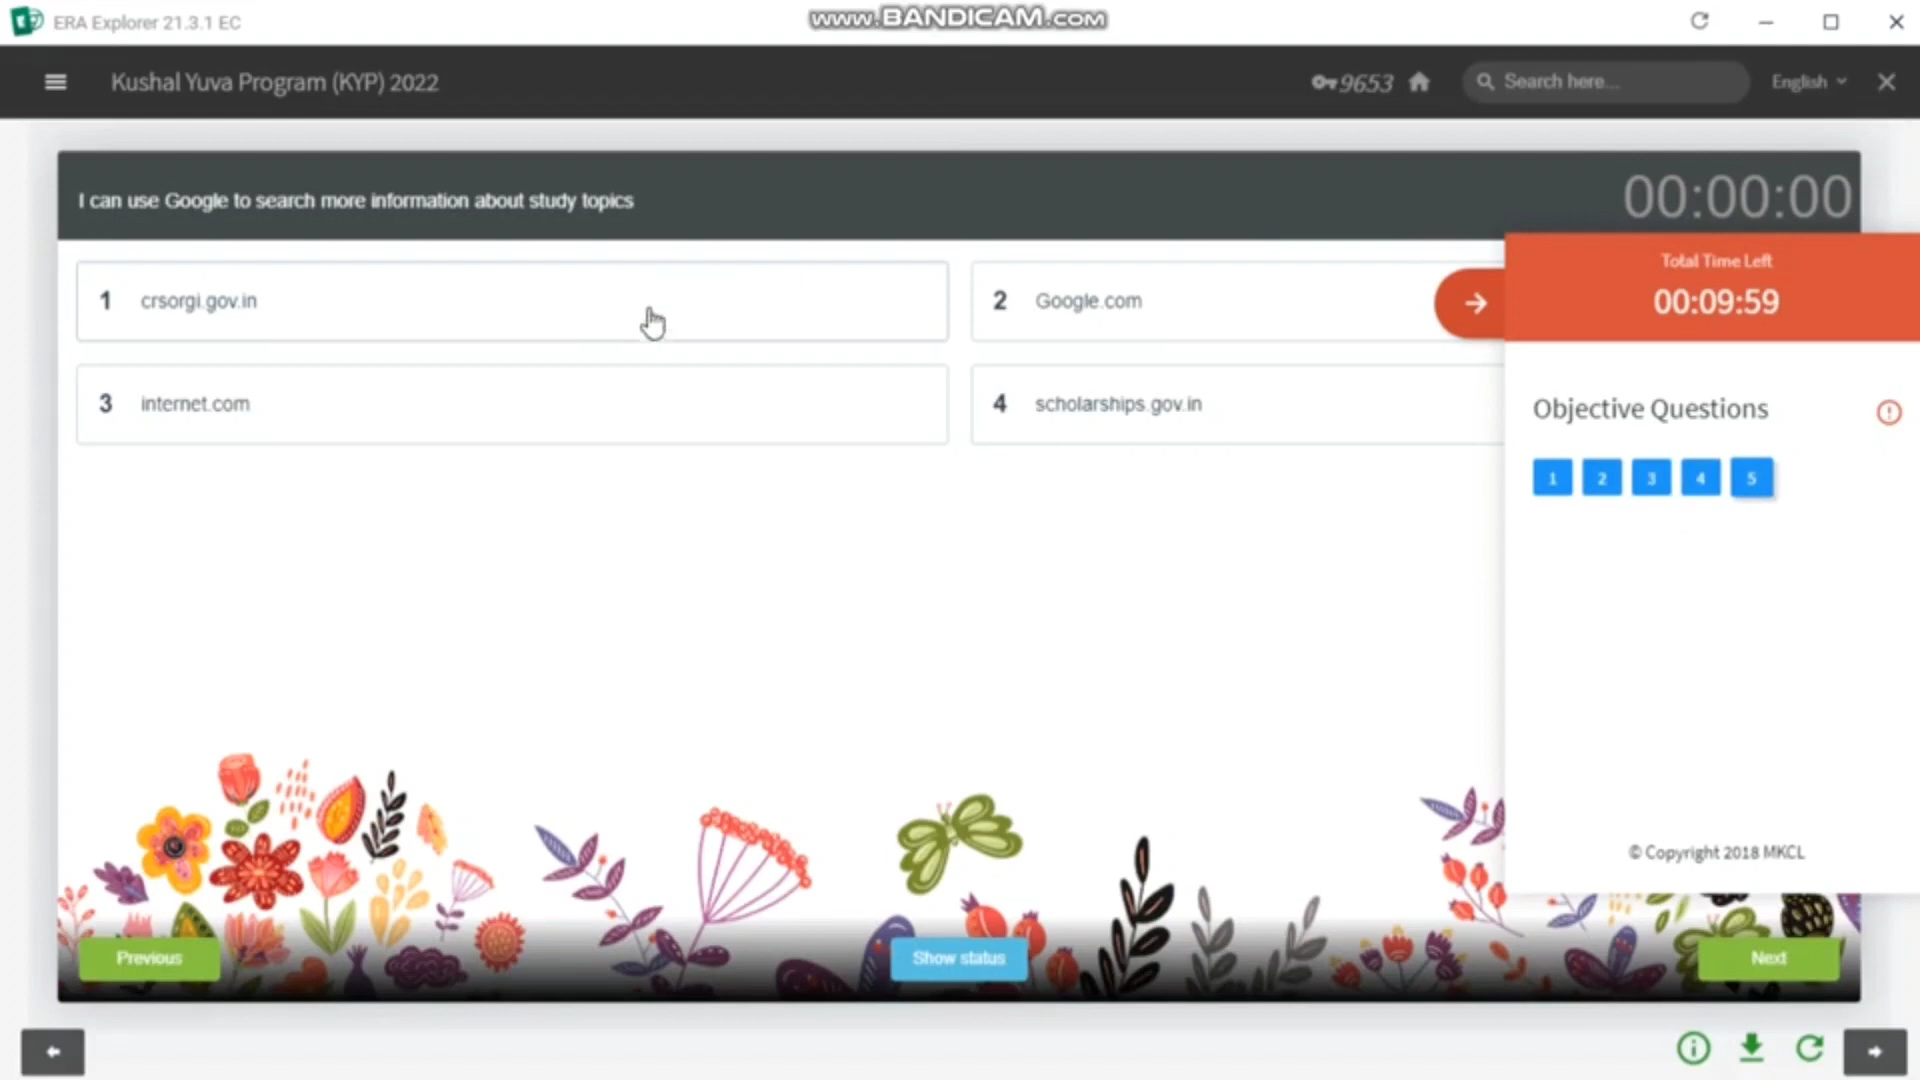 ERA Explorer 21.3.1 EC
www.BANDICAM.com
Kushal Yuva Program (KYP) 2022
9653
Search here...
English
I can use Google to search more information about study topics
00:00:00
Total Time Left
00:09:59
1 crsorgi.gov.in
2 Google.com
3 internet.com
4 scholarships.gov.in
Objective Questions
1 2 3 4 5
© Copyright 2018 MKCL
Previous
Show status
Next